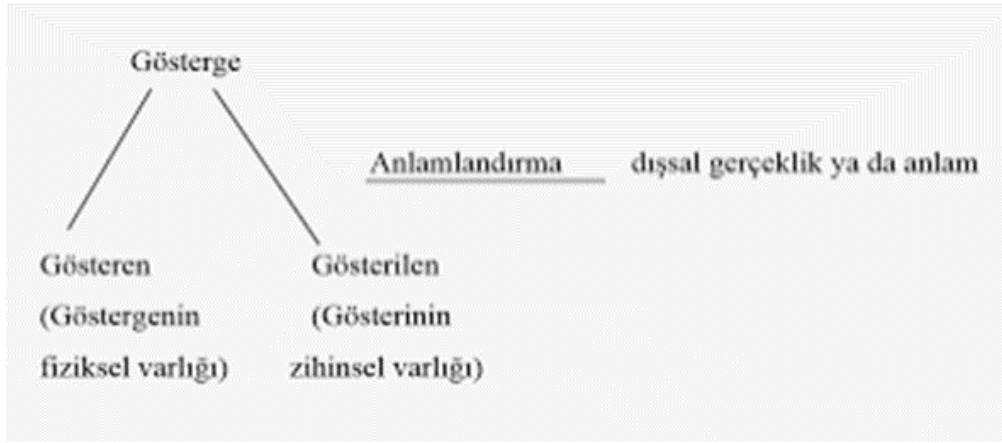 Gösterge
Anlamlandırma dışsal gerçeklik ya da anlam
Gösteren Gösterilen
(Göstergenin (Gösterinin
fiziksel varlığı) zihinsel varlığı)